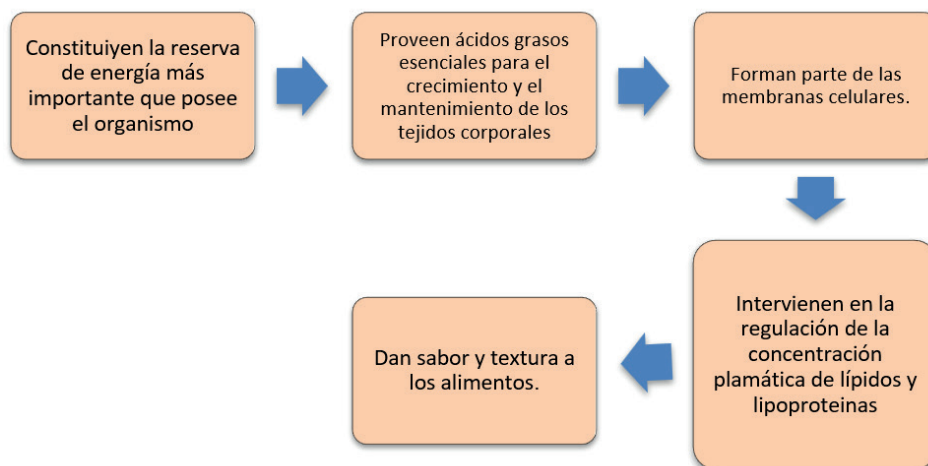 Constituiyen la reserva
de energía más
importante que posee
el organismo
Proveen ácidos grasos
esenciales para el
crecimiento y el
mantenimiento de los
tejidos corporales
Forman parte de las
membranas celulares.
Intervienen en la
regulación de la
concentración
plamática de lípidos y
lipoproteinas
Dan sabor y textura a
los alimentos.